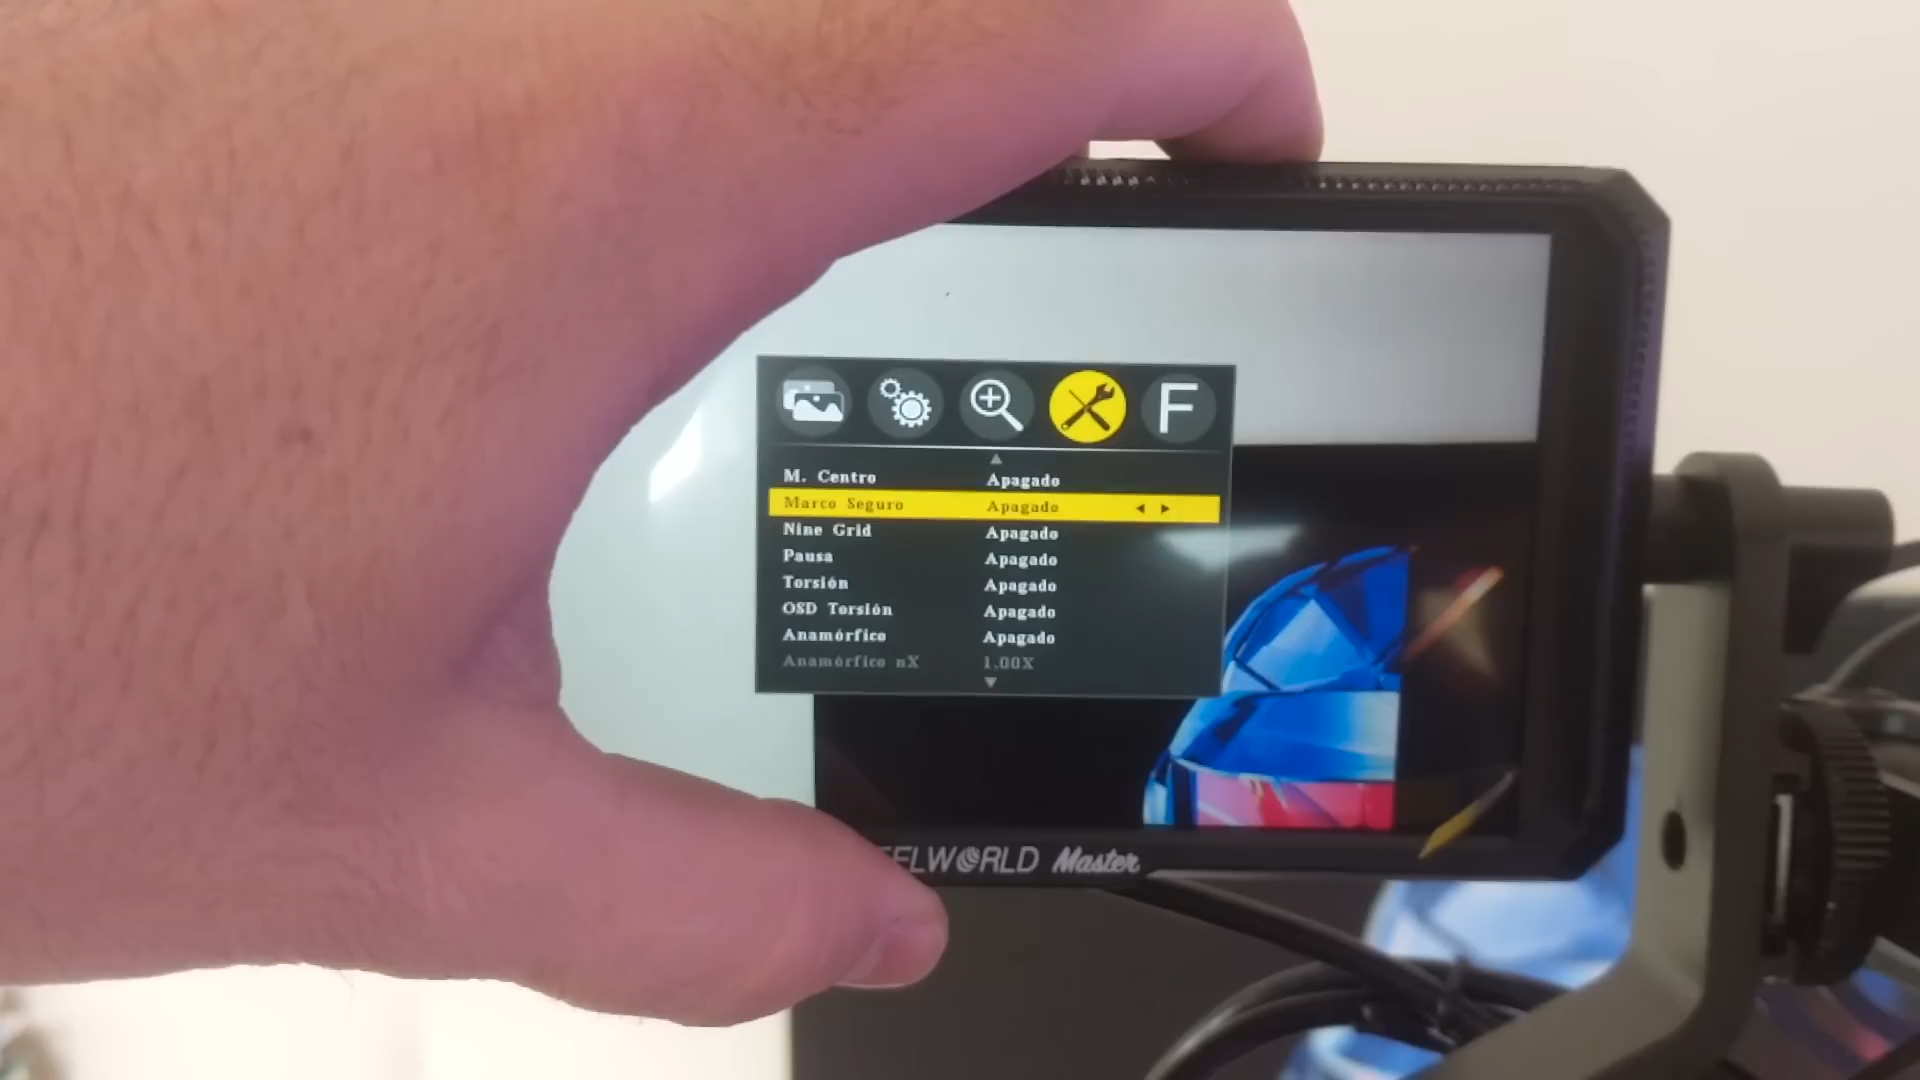 F
M. Centro Apagado
Marco Seguro Apagado
Nine Grid Apagado
Pausa Apagado
Torsión Apagado
OSD Torsión Apagado
Anamórfico Apagado
Anamórfico nX 1.00X
EELWORLD Master